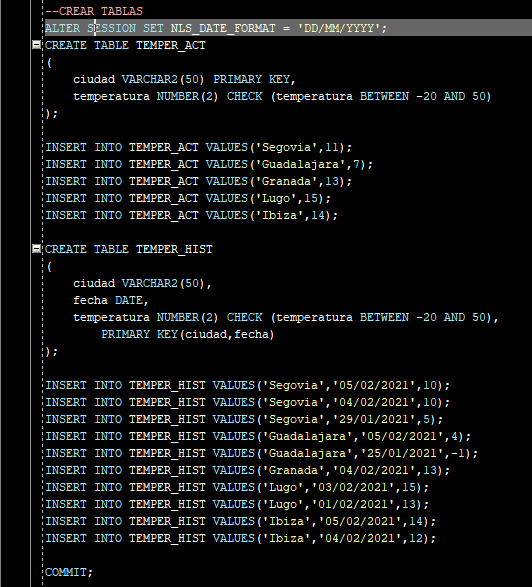 --CREAR TABLAS
ALTER SESSION SET NLS_DATE_FORMAT = 'DD/MM/YYYY';
CREATE TABLE TEMPER_ACT
(
ciudad VARCHAR2(50) PRIMARY KEY,
temperatura NUMBER(2) CHECK (temperatura BETWEEN -20 AND 50)
);
INSERT INTO TEMPER_ACT VALUES('Segovia',11);
INSERT INTO TEMPER_ACT VALUES('Guadalajara',7);
INSERT INTO TEMPER_ACT VALUES('Granada',13);
INSERT INTO TEMPER_ACT VALUES('Lugo',15);
INSERT INTO TEMPER_ACT VALUES('Ibiza',14);
CREATE TABLE TEMPER_HIST
(
ciudad VARCHAR2(50),
fecha DATE,
temperatura NUMBER(2) CHECK (temperatura BETWEEN -20 AND 50),
PRIMARY KEY(ciudad,fecha)
);
INSERT INTO TEMPER_HIST VALUES('Segovia','05/02/2021',10);
INSERT INTO TEMPER_HIST VALUES('Segovia','04/02/2021',10);
INSERT INTO TEMPER_HIST VALUES('Segovia','29/01/2021',5);
INSERT INTO TEMPER_HIST VALUES('Guadalajara','05/02/2021',4);
INSERT INTO TEMPER_HIST VALUES('Guadalajara','25/01/2021',-1);
INSERT INTO TEMPER_HIST VALUES('Granada','04/02/2021',13);
INSERT INTO TEMPER_HIST VALUES('Lugo','03/02/2021',15);
INSERT INTO TEMPER_HIST VALUES('Lugo','01/02/2021',13);
INSERT INTO TEMPER_HIST VALUES('Ibiza','05/02/2021',14);
INSERT INTO TEMPER_HIST VALUES('Ibiza','04/02/2021',12);
COMMIT;